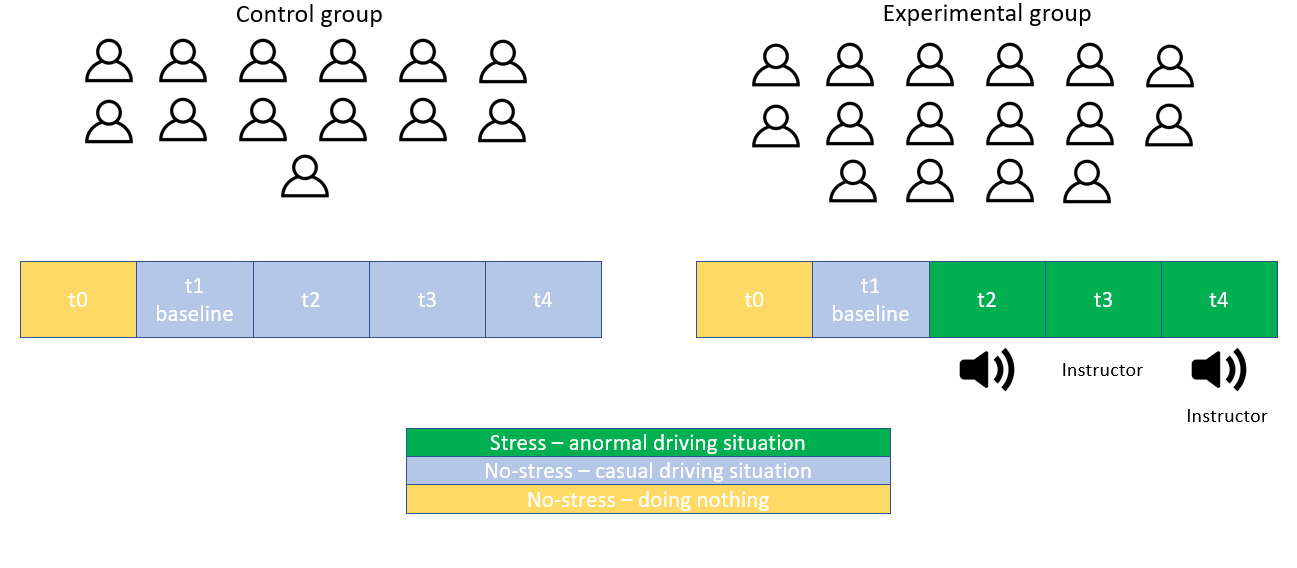 Control group
Experimental group
t0
t1
baseline
t2
t3
t4
t0
t1
baseline
t2
t3
t4
Instructor
Instructor
Stress – anormal driving situation
No-stress – casual driving situation
No-stress – doing nothing